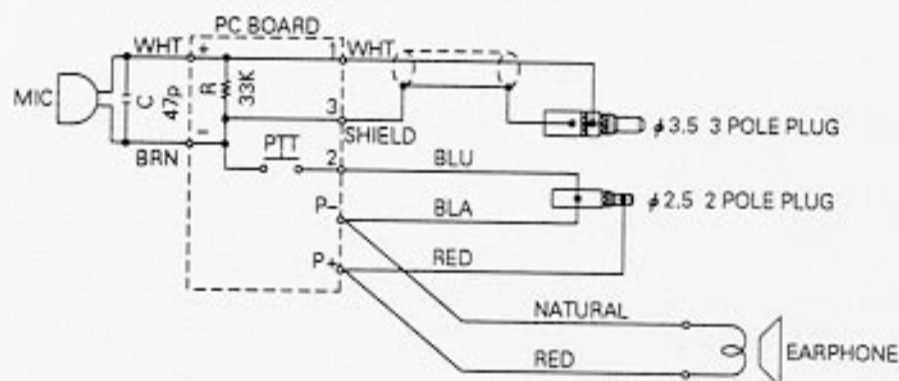 PC BOARD
WHT
+
1
WHT
MIC
C
47p
R
33K
3
SHIELD
φ3.5 3 POLE PLUG
-
BRN
PTT
2
BLU
P-
BLA
φ2.5 2 POLE PLUG
P+
RED
NATURAL
RED
EARPHONE